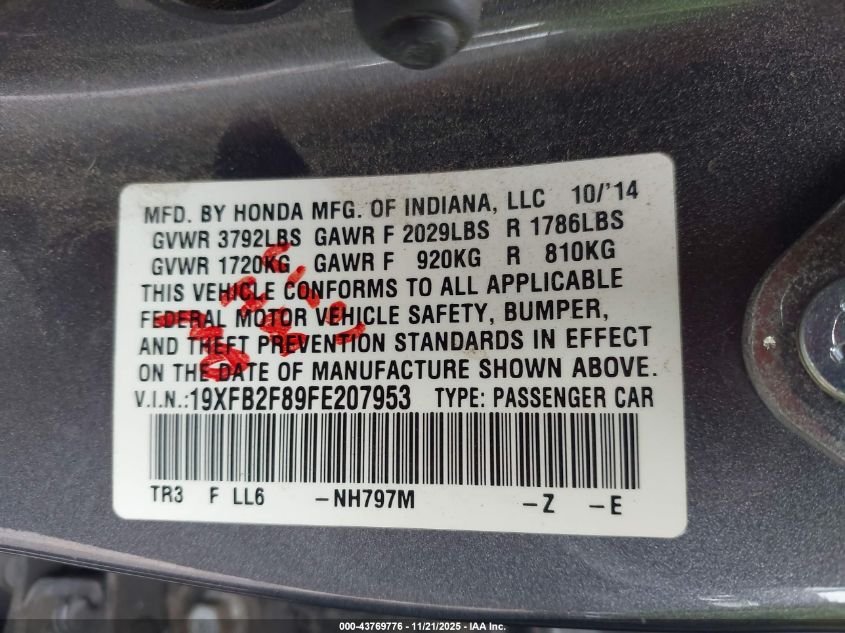 MFD. BY HONDA MFG. OF INDIANA, LLC 10/'14
GVWR 3792LBS GAWR F 2029LBS R 1786LBS
GVWR 1720KG GAWR F 920KG R 810KG
THIS VEHICLE CONFORMS TO ALL APPLICABLE
FEDERAL MOTOR VEHICLE SAFETY, BUMPER,
AND THEFT PREVENTION STANDARDS IN EFFECT
ON THE DATE OF MANUFACTURE SHOWN ABOVE.
V.I.N.:19XFB2F89FE207953 TYPE: PASSENGER CAR
TR3 F LL6 -NH797M -Z -E
000-43769776 - 11/21/2025 - IAA Inc.